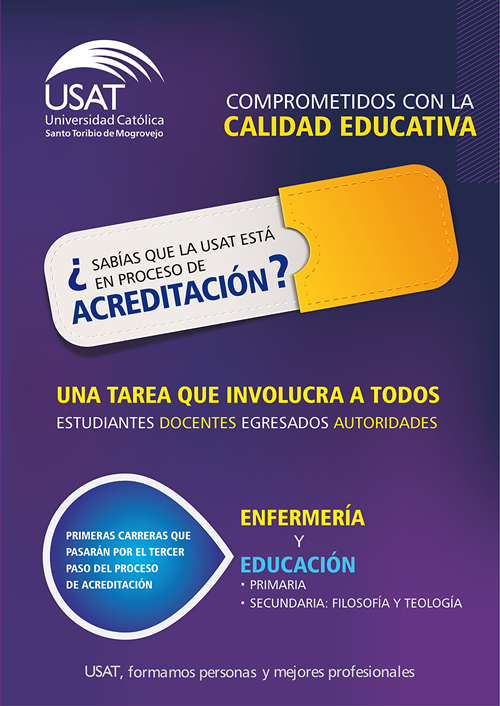 USAT
Universidad Católica
Santo Toribio de Mogrovejo
COMPROMETIDOS CON LA
CALIDAD EDUCATIVA
¿ SABÍAS QUE LA USAT ESTÁ
EN PROCESO DE
ACREDITACIÓN ?
UNA TAREA QUE INVOLUCRA A TODOS
ESTUDIANTES DOCENTES EGRESADOS AUTORIDADES
PRIMERAS CARRERAS QUE
PASARÁN POR EL TERCER
PASO DEL PROCESO
DE ACREDITACIÓN
ENFERMERÍA
Y
EDUCACIÓN
• PRIMARIA
• SECUNDARIA: FILOSOFÍA Y TEOLOGÍA
USAT, formamos personas y mejores profesionales